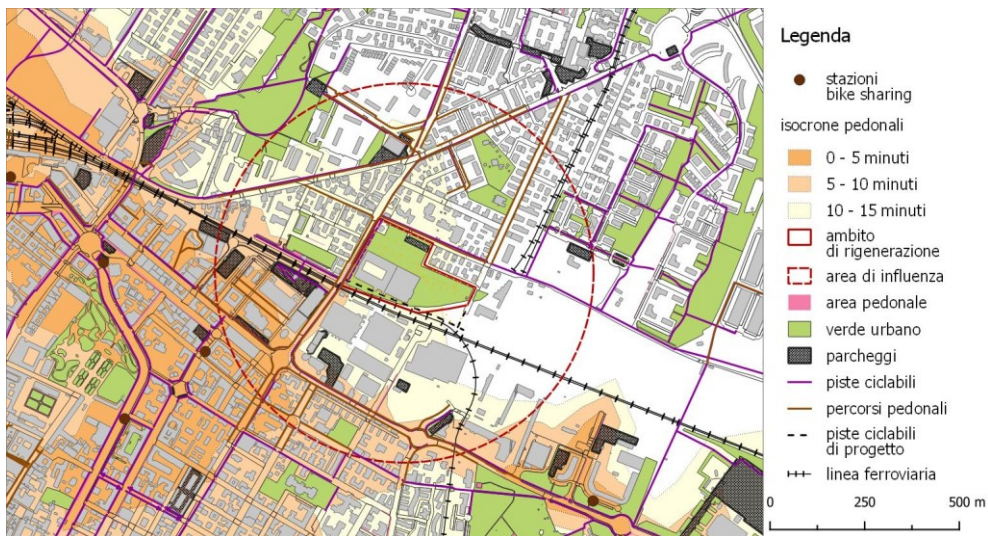 Legenda
stazioni
bike sharing
isocrone pedonali
0 - 5 minuti
5 - 10 minuti
10 - 15 minuti
ambito
di rigenerazione
area di influenza
area pedonale
verde urbano
parcheggi
piste ciclabili
percorsi pedonali
piste ciclabili
di progetto
linea ferroviaria
0 250 500 m